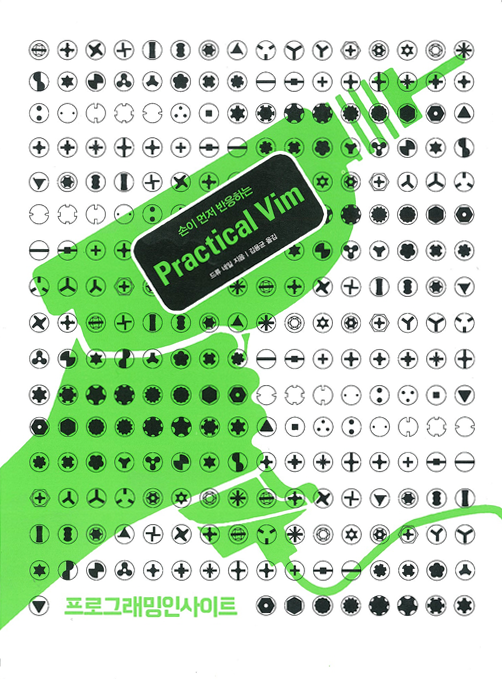 손이 먼저 반응하는
Practical Vim
드류 네일 지음 | 김용균 옮김
프로그래밍인사이트